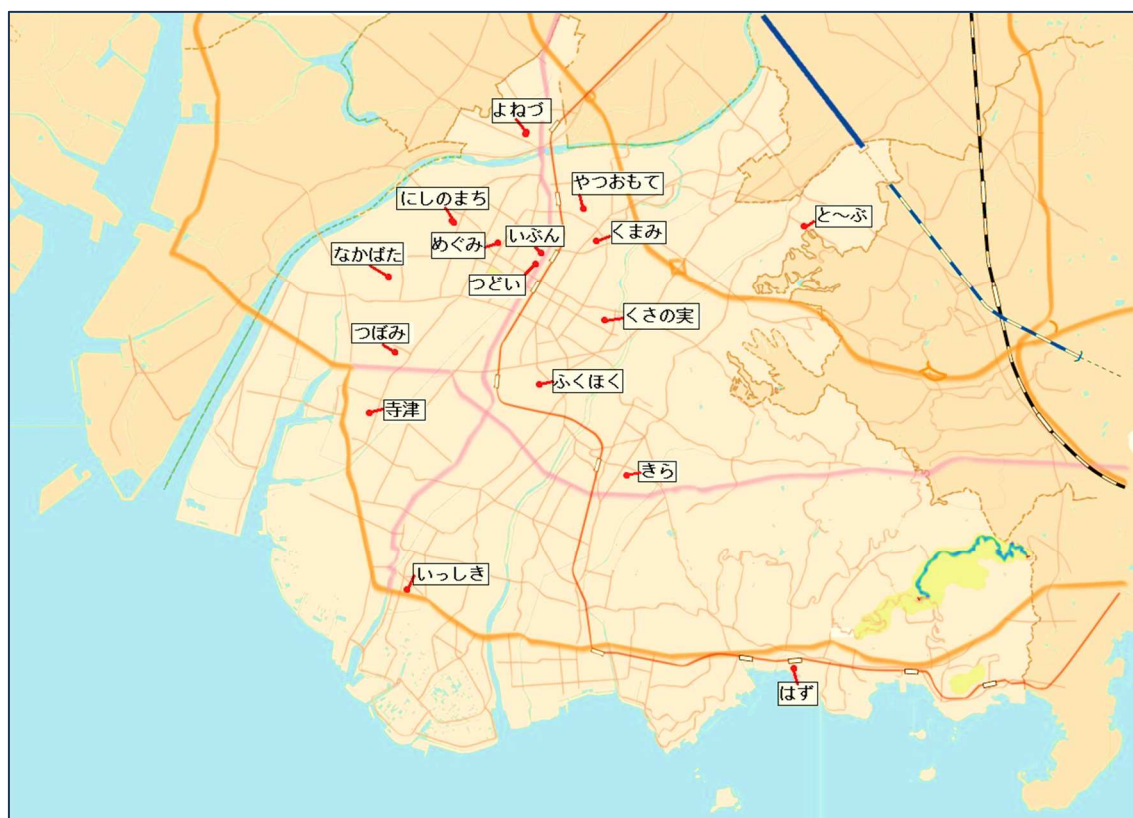 よねづ
やつおもて
にしのまち
と～ぶ
めぐみ
いぶん
くまみ
なかばた
つどい
くさの実
つぼみ
ふくほく
寺津
きら
いっしき
はず